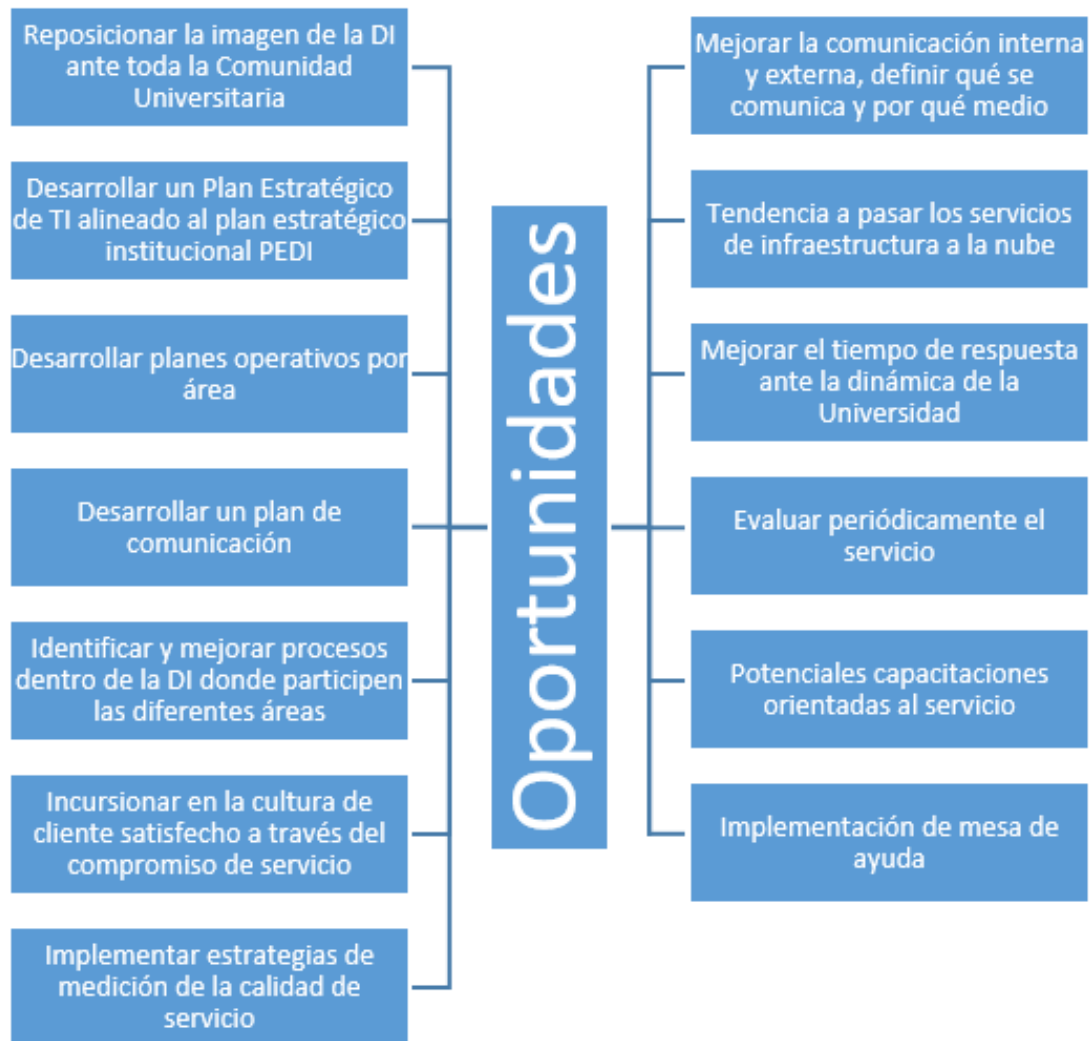 Reposicionar la imagen de la DI
ante toda la Comunidad
Universitaria
Desarrollar un Plan Estratégico
de TI alineado al plan estratégico
institucional PEDI
Desarrollar planes operativos por
área
Desarrollar un plan de
comunicación
Identificar y mejorar procesos
dentro de la DI donde participen
las diferentes áreas
Incursionar en la cultura de
cliente satisfecho a través del
compromiso de servicio
Implementar estrategias de
medición de la calidad de
servicio
Oportunidades
Mejorar la comunicación interna
y externa, definir qué se
comunica y por qué medio
Tendencia a pasar los servicios
de infraestructura a la nube
Mejorar el tiempo de respuesta
ante la dinámica de la
Universidad
Evaluar periódicamente el
servicio
Potenciales capacitaciones
orientadas al servicio
Implementación de mesa de
ayuda